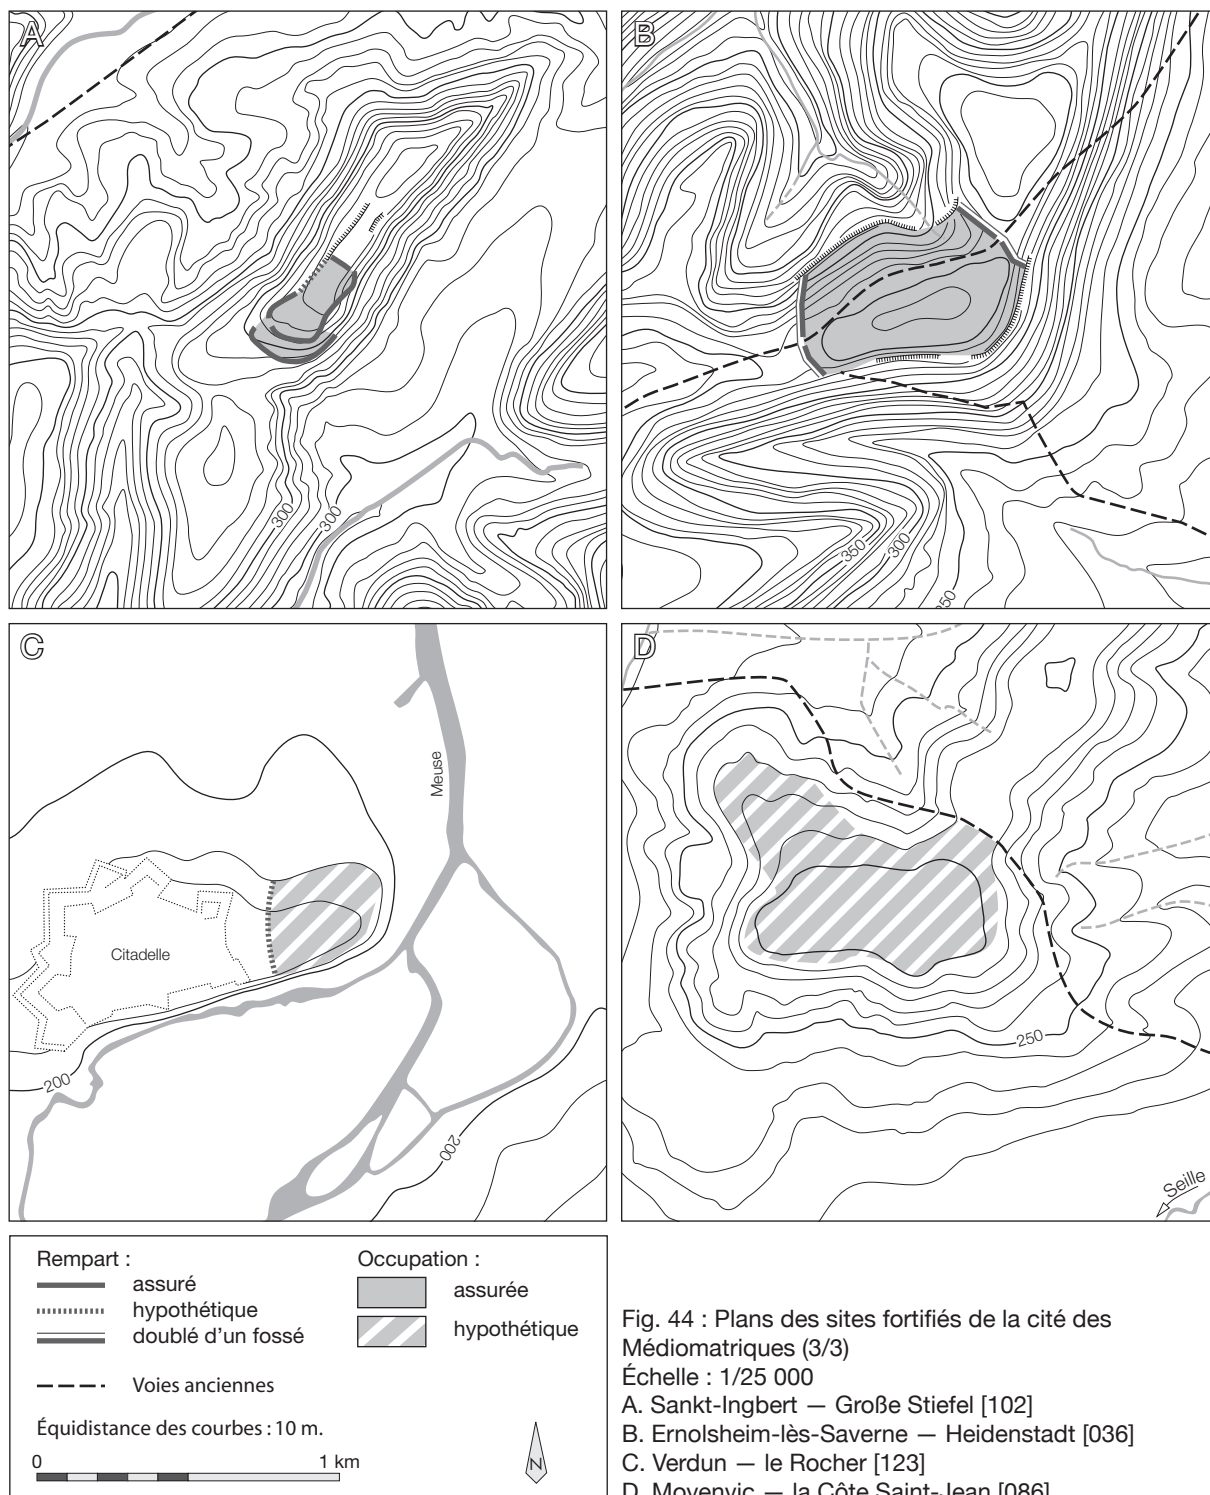 A
B
300
300
350
300
250
C
D
Meuse
Citadelle
200
200
250
Seille
Rempart :
assuré
hypothétique
doublé d'un fossé
Voies anciennes
Occupation :
assurée
hypothétique
Équidistance des courbes : 10 m.
0
1 km
N
Fig. 44 : Plans des sites fortifiés de la cité des
Médiomatriques (3/3)
Échelle : 1/25 000
A. Sankt-Ingbert — Große Stiefel [102]
B. Ernolsheim-lès-Saverne — Heidenstadt [036]
C. Verdun — le Rocher [123]
D. Moyenvic — la Côte Saint-Jean [086]